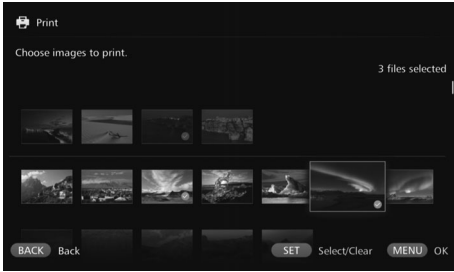 Print
Choose images to print.
3 files selected
BACK Back
SET Select/Clear
MENU OK